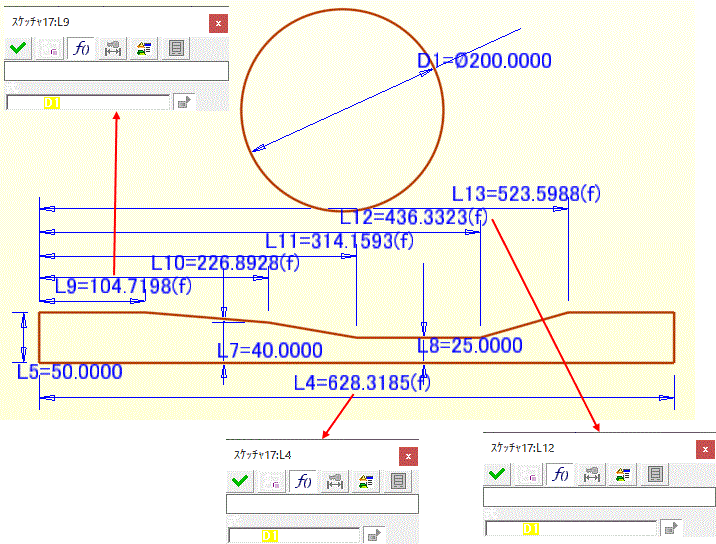 スケッチャ17:L9
x
f()
D1
D1=Ø200.0000
L13=523.5988(f)
L12=436.3323(f)
L11=314.1593(f)
L10=226.8928(f)
L9=104.7198(f)
L7=40.0000
L8=25.0000
L5=50.0000
L4=628.3185(f)
スケッチャ17:L4
x
f()
D1
スケッチャ17:L12
x
f()
D1